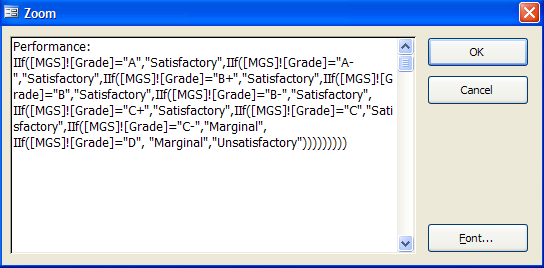 Zoom
Performance:
IIf([MGS]![Grade]="A","Satisfactory",IIf([MGS]![Grade]="A-
","Satisfactory",IIf([MGS]![Grade]="B+","Satisfactory",IIf([MGS]![G
rade]="B","Satisfactory",IIf([MGS]![Grade]="B-","Satisfactory",
IIf([MGS]![Grade]="C+","Satisfactory",IIf([MGS]![Grade]="C","Sati
sfactory",IIf([MGS]![Grade]="C-","Marginal",
IIf([MGS]![Grade]="D", "Marginal","Unsatisfactory")))))))))
OK
Cancel
Font...